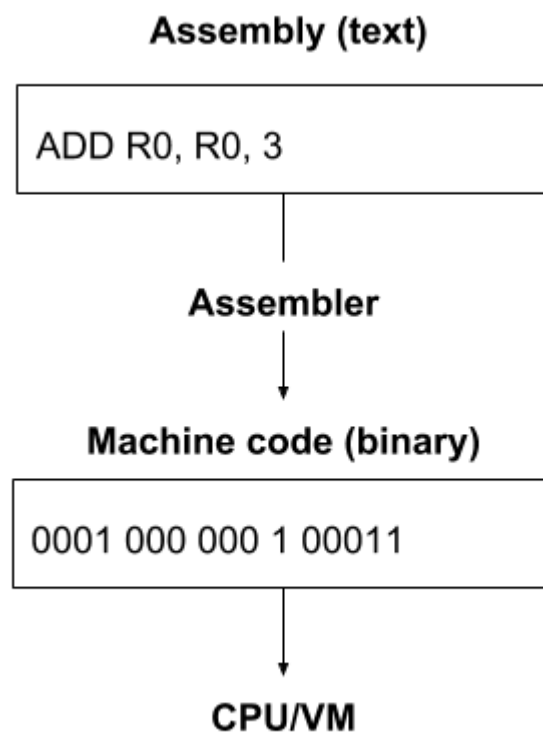 Assembly (text)
ADD R0, R0, 3
Assembler
Machine code (binary)
0001 000 000 1 00011
CPU/VM